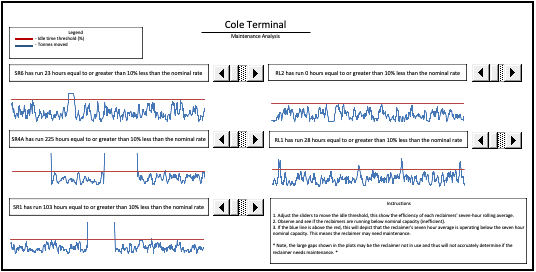 Cole Terminal
Maintenance Analysis
Legend
- Idle time threshold (%)
- Tonnes moved
SR6 has run 23 hours equal to or greater than 10% less than the nominal rate
RL2 has run 0 hours equal to or greater than 10% less than the nominal rate
SR4A has run 225 hours equal to or greater than 10% less than the nominal rate
RL1 has run 28 hours equal to or greater than 10% less than the nominal rate
SR1 has run 103 hours equal to or greater than 10% less than the nominal rate
Instructions
1. Adjust the sliders to move the idle threshold, this show the efficiency of each reclaimers' seven-hour rolling average.
2. Observe and see if the reclaimers are running below nominal capacity (inefficient).
3. If the blue line is above the red, this will depict that the reclaimer's seven hour average is operating below the seven hour
nominal capacity. This means the reclaimer may need maintenance.
* Note, the large gaps shown in the plots may be the reclaimer not in use and thus will not accurately determine if the
reclaimer needs maintenance. *